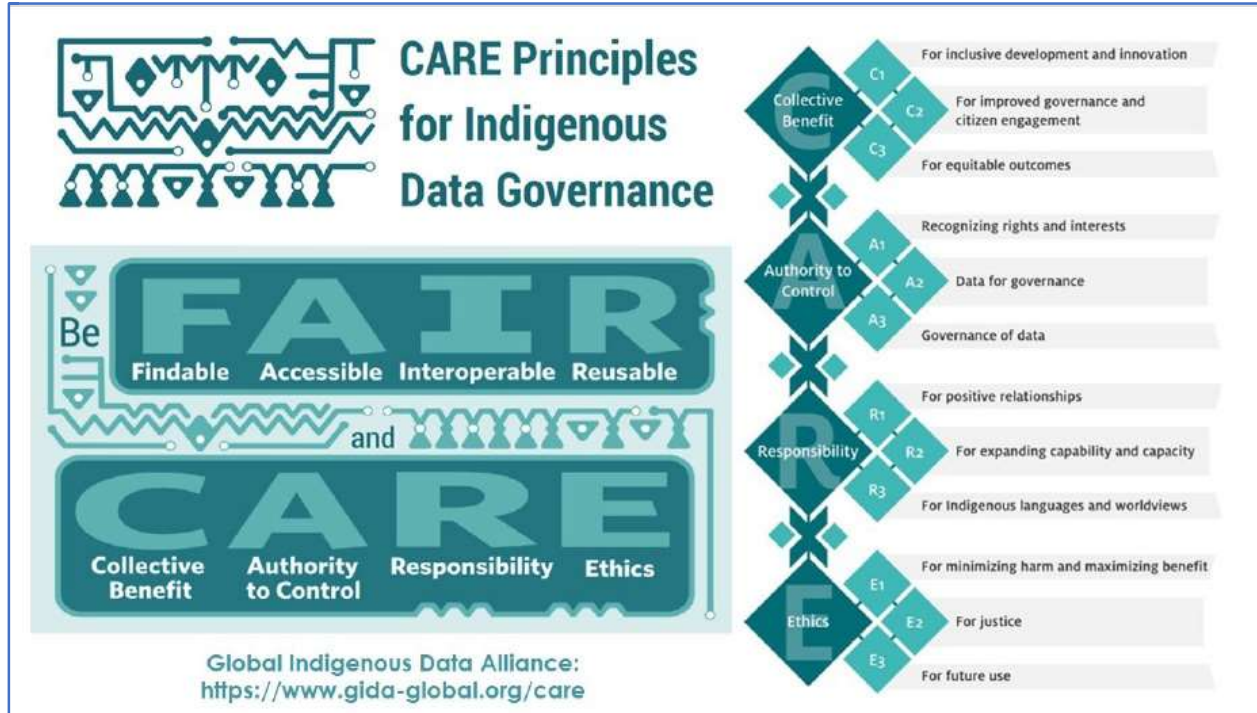 CARE Principles
for Indigenous
Data Governance
Be
FAIR
Findable Accessible Interoperable Reusable
and
CARE
Collective
Benefit
Authority
to Control
Responsibility
Ethics
Global Indigenous Data Alliance:
https://www.gida-global.org/care
C
Collective
Benefit
C1
For inclusive development and innovation
C2
For improved governance and
citizen engagement
C3
For equitable outcomes
A
Authority to
Control
A1
Recognizing rights and interests
A2
Data for governance
A3
Governance of data
R
Responsibility
R1
For positive relationships
R2
For expanding capability and capacity
R3
For Indigenous languages and worldviews
E
Ethics
E1
For minimizing harm and maximizing benefit
E2
For justice
E3
For future use